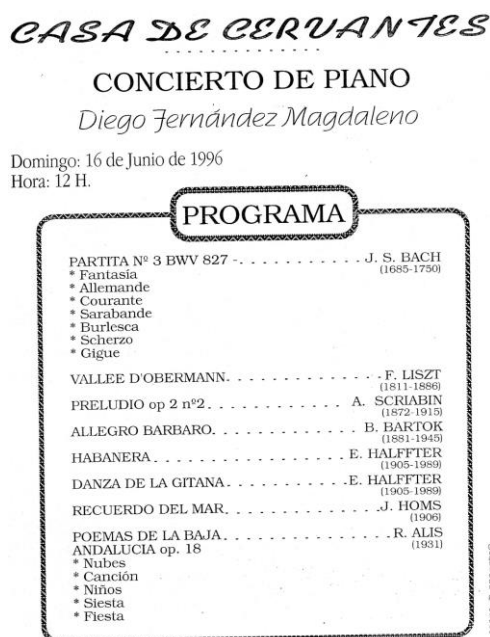 CASA DE CERVANTES
CONCIERTO DE PIANO
Diego Fernández Magdaleno
Domingo: 16 de Junio de 1996
Hora: 12 H.
PROGRAMA
PARTITA Nº 3 BWV 827 -. . . . . . . . . . . . J. S. BACH
(1685-1750)
* Fantasía
* Allemande
* Courante
* Sarabande
* Burlesca
* Scherzo
* Gigue
VALLEE D'OBERMANN. . . . . . . . . . . . . . F. LISZT
(1811-1886)
PRELUDIO op 2 nº2. . . . . . . . . . . . . A. SCRIABIN
(1872-1915)
ALLEGRO BARBARO. . . . . . . . . . . . . B. BARTOK
(1881-1945)
HABANERA . . . . . . . . . . . . . . . . . . E. HALFFTER
(1905-1989)
DANZA DE LA GITANA . . . . . . . . . . .E. HALFFTER
(1905-1989)
RECUERDO DEL MAR. . . . . . . . . . . . . . .J. HOMS
(1906)
POEMAS DE LA BAJA. . . . . . . . . . . . . . . .R. ALIS
ANDALUCIA op. 18
(1931)
* Nubes
* Canción
* Niños
* Siesta
* Fiesta